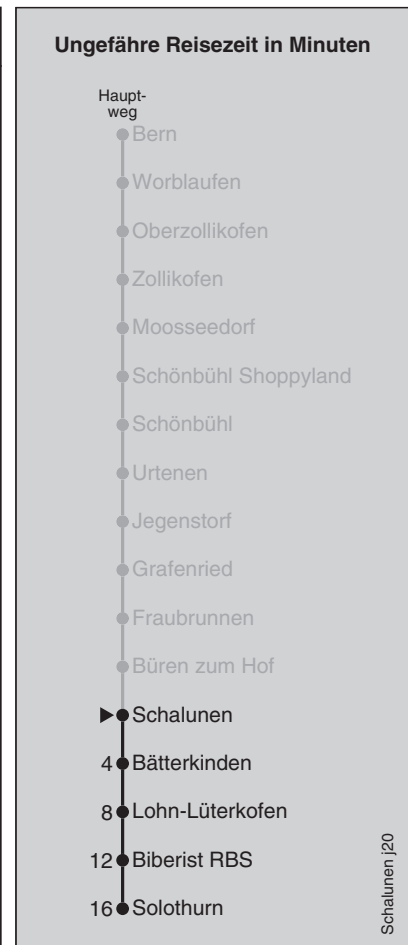 Ungefähre Reisezeit in Minuten
Haupt-
weg
Bern
Worblaufen
Oberzollikofen
Zollikofen
Moosseedorf
Schönbühl Shoppyland
Schönbühl
Urtenen
Jegenstorf
Grafenried
Fraubrunnen
Büren zum Hof
Schalunen
4 Bätterkinden
8 Lohn-Lüterkofen
12 Biberist RBS
16 Solothurn
Schalunen j20